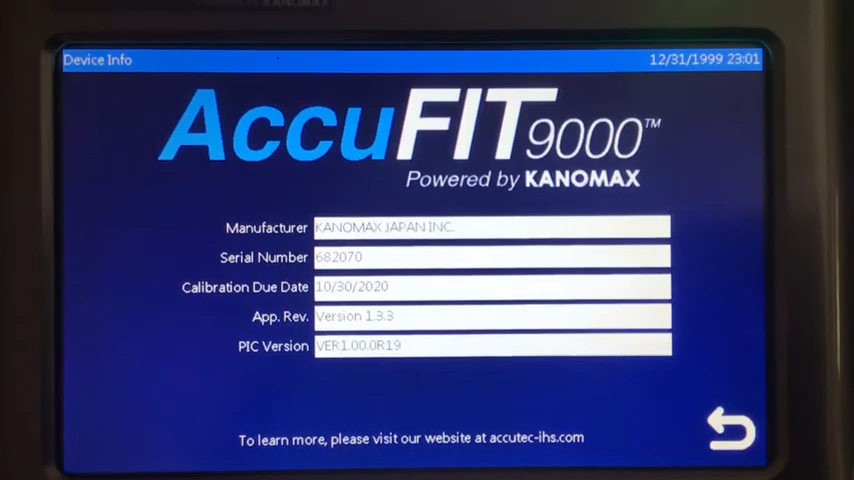 Device Info 12/31/1999 23:01
AccuFIT9000™
Powered by KANOMAX
Manufacturer KANOMAX JAPAN INC.
Serial Number 682070
Calibration Due Date 10/30/2020
App. Rev. Version 1.3.3
PIC Version VER1.00.0R19
To learn more, please visit our website at accutec-ihs.com